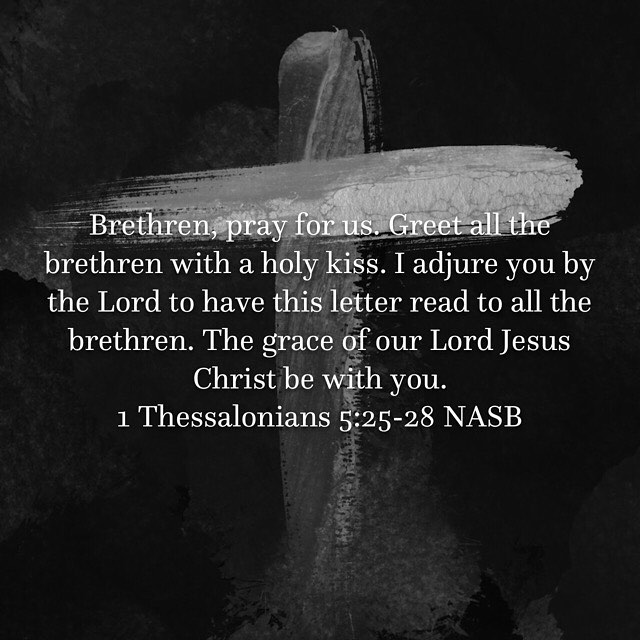 Brethren, pray for us. Greet all the
brethren with a holy kiss. I adjure you by
the Lord to have this letter read to all the
brethren. The grace of our Lord Jesus
Christ be with you.
1 Thessalonians 5:25-28 NASB